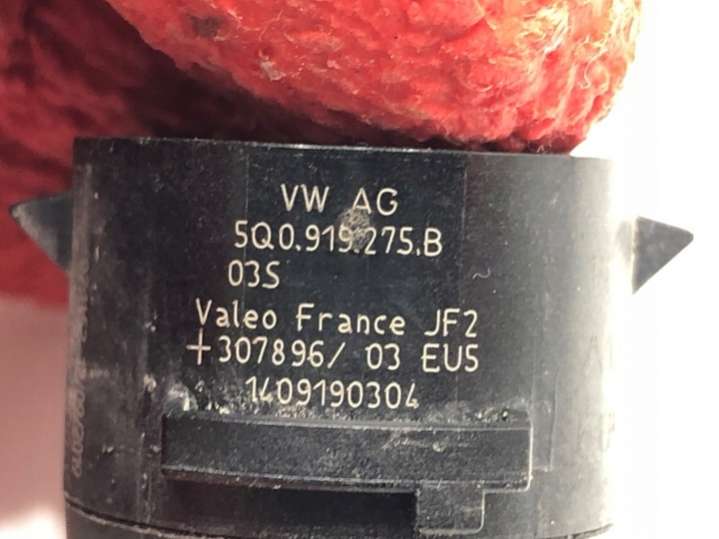 VW AG
5Q0.919.275.B
03S
Valeo France JF2
+307896/ 03 EU5
1409190304